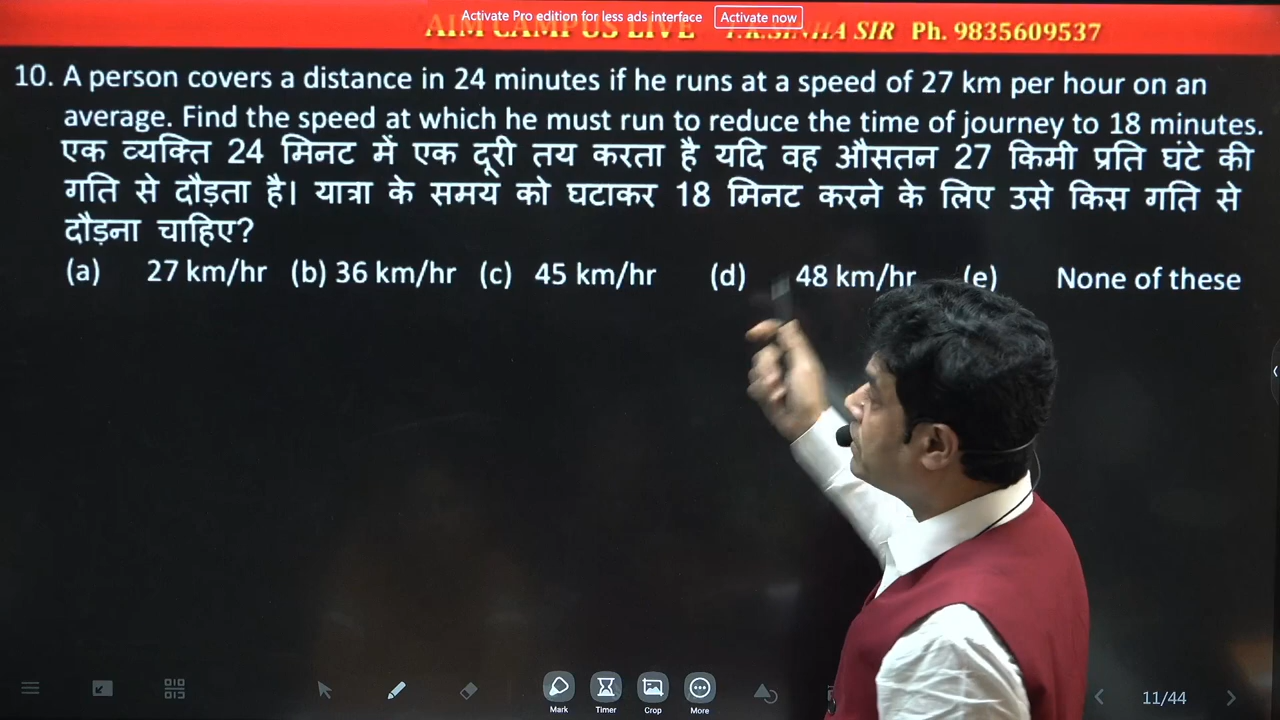 Activate Pro edition for less ads interface Activate now
AIM CAMPUS LIVE T.K.SINHA SIR Ph. 9835609537
10. A person covers a distance in 24 minutes if he runs at a speed of 27 km per hour on an
average. Find the speed at which he must run to reduce the time of journey to 18 minutes.
एक व्यक्ति 24 मिनट में एक दूरी तय करता है यदि वह औसतन 27 किमी प्रति घंटे की
गति से दौड़ता है। यात्रा के समय को घटाकर 18 मिनट करने के लिए उसे किस गति से
दौड़ना चाहिए?
(a) 27 km/hr (b) 36 km/hr (c) 45 km/hr (d) 48 km/hr (e) None of these
Mark Timer Crop More
11/44